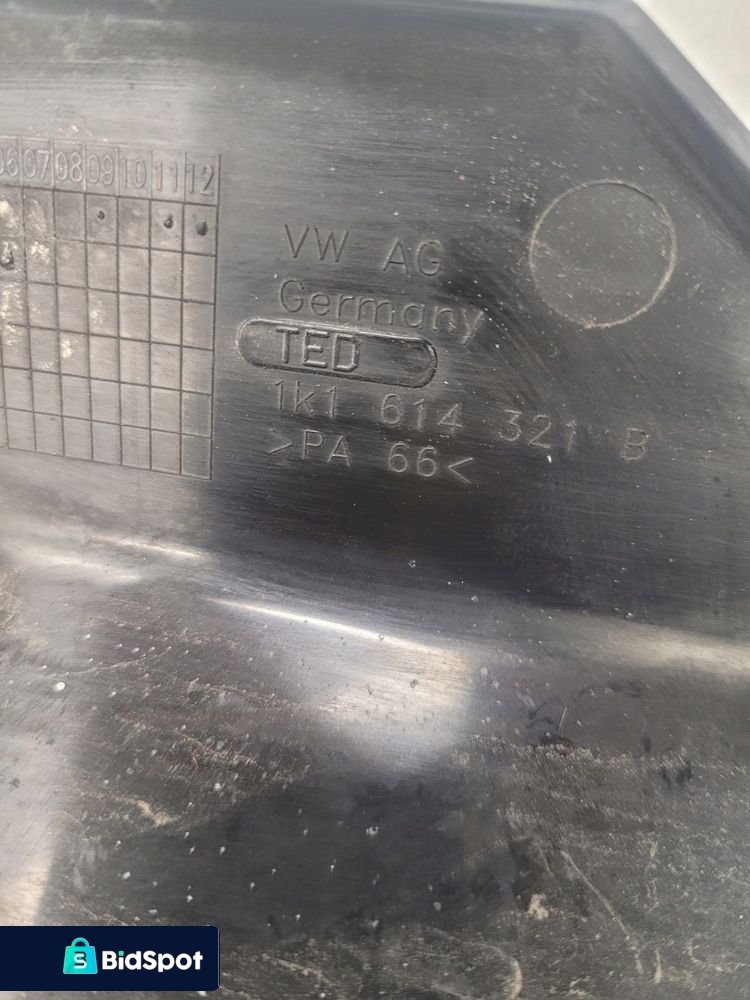 06 07 08 09 10 11 12
VW AG
Germany
TED
1k1 614 321 B
>PA 66<
BidSpot